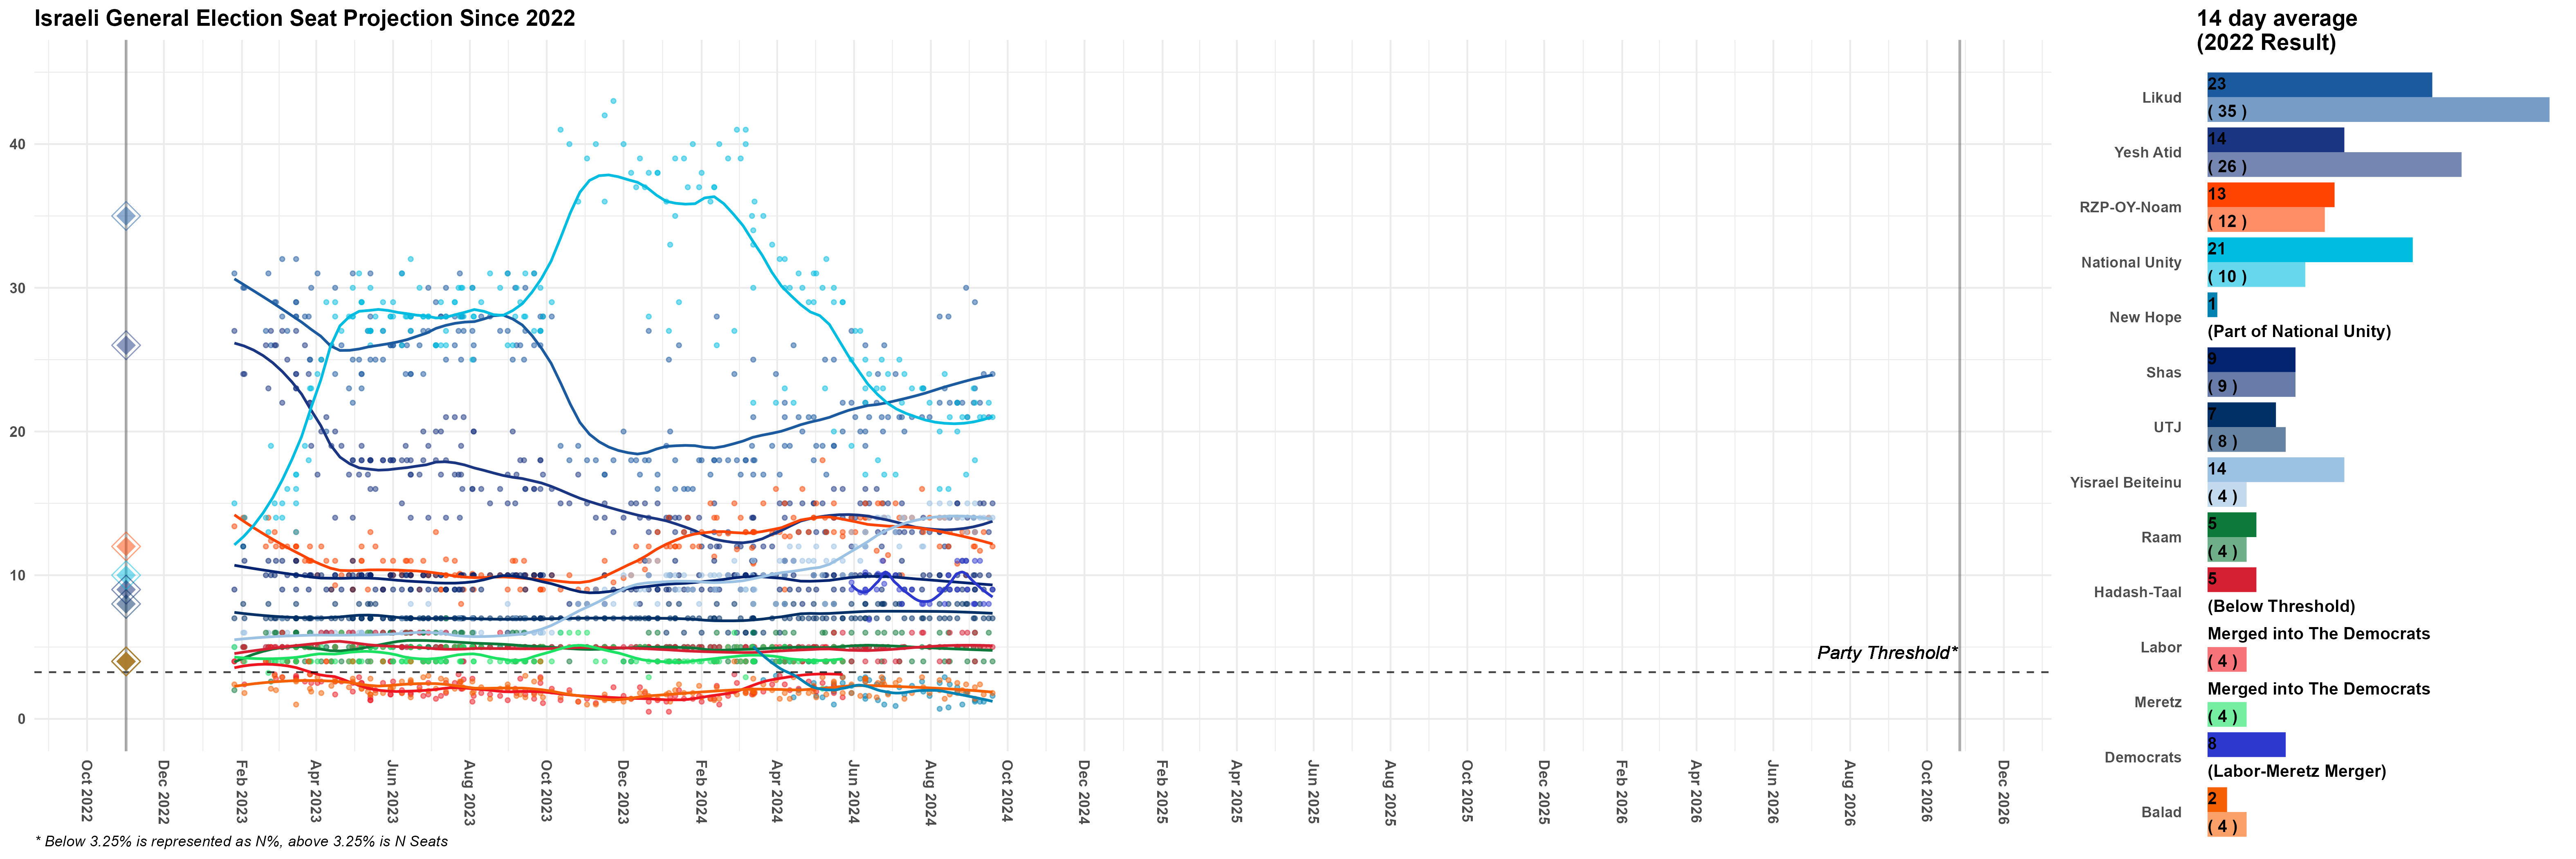 Israeli General Election Seat Projection Since 2022
40
30
20
10
0
Party Threshold*
Oct 2022
Dec 2022
Feb 2023
Apr 2023
Jun 2023
Aug 2023
Oct 2023
Dec 2023
Feb 2024
Apr 2024
Jun 2024
Aug 2024
Oct 2024
Dec 2024
Feb 2025
Apr 2025
Jun 2025
Aug 2025
Oct 2025
Dec 2025
Feb 2026
Apr 2026
Jun 2026
Aug 2026
Oct 2026
Dec 2026
* Below 3.25% is represented as N%, above 3.25% is N Seats
14 day average
(2022 Result)
Likud
23
( 35 )
Yesh Atid
14
( 26 )
RZP-OY-Noam
13
( 12 )
National Unity
21
( 10 )
New Hope
1
(Part of National Unity)
Shas
9
( 9 )
UTJ
7
( 8 )
Yisrael Beiteinu
14
( 4 )
Raam
5
( 4 )
Hadash-Taal
5
(Below Threshold)
Labor
Merged into The Democrats
( 4 )
Meretz
Merged into The Democrats
( 4 )
Democrats
8
(Labor-Meretz Merger)
Balad
2
( 4 )